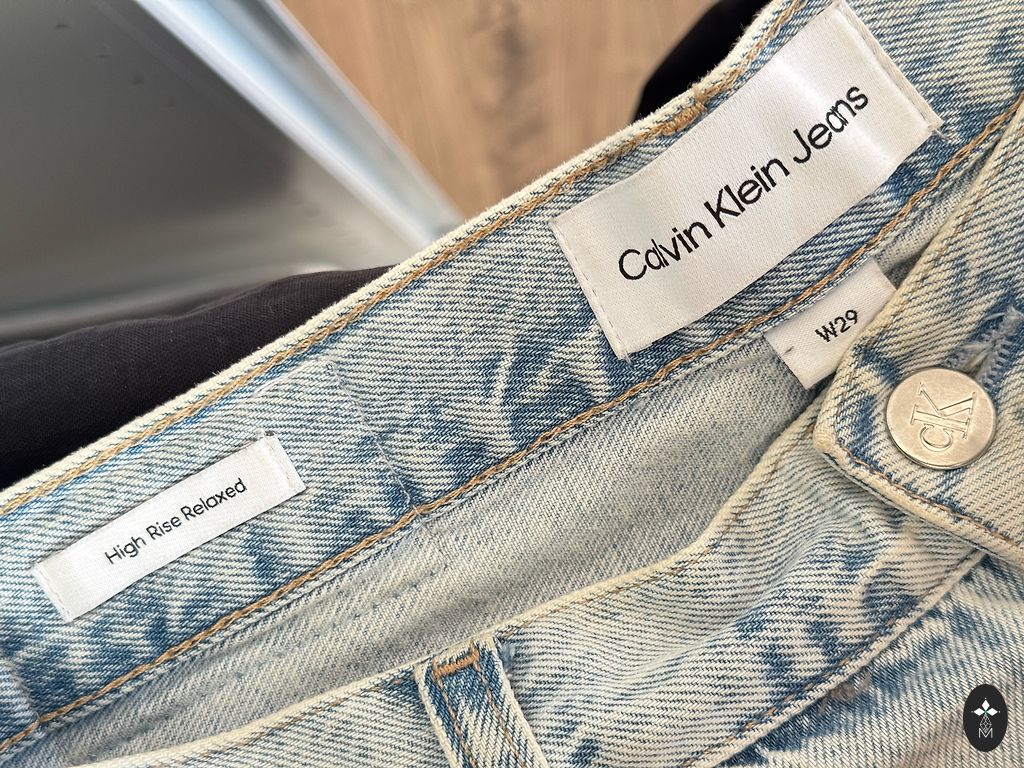 Calvin Klein Jeans
W29
CK
High Rise Relaxed
M